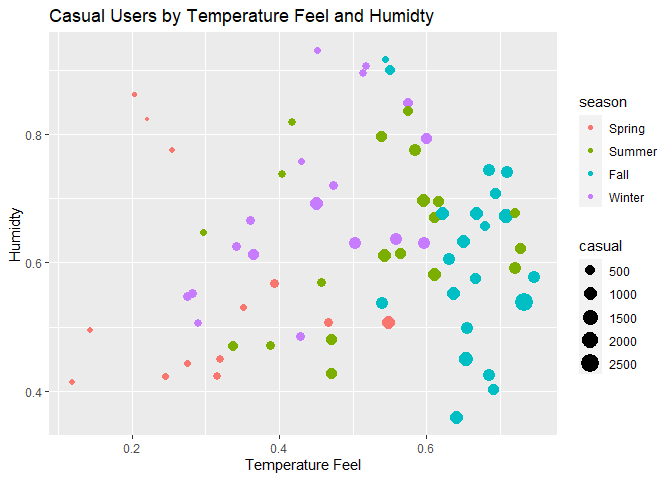 Casual Users by Temperature Feel and Humidty
Humidty
0.8
0.6
0.4
0.2
0.4
0.6
Temperature Feel
season
Spring
Summer
Fall
Winter
casual
500
1000
1500
2000
2500